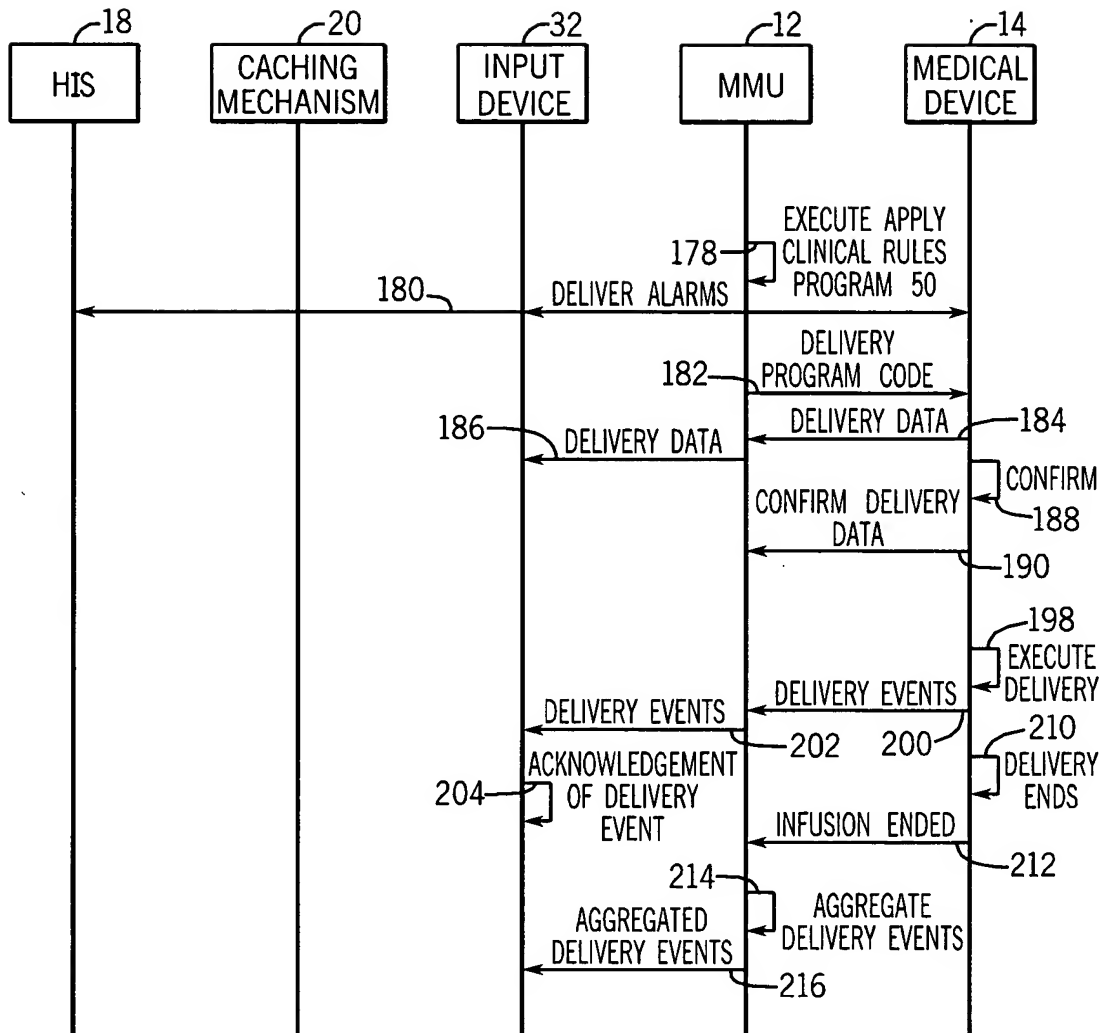 18
20
32
12
14
HIS
CACHING
MECHANISM
INPUT
DEVICE
MMU
MEDICAL
DEVICE
178
EXECUTE APPLY
CLINICAL RULES
PROGRAM 50
180
DELIVER ALARMS
182
DELIVERY
PROGRAM CODE
DELIVERY DATA
184
186
DELIVERY DATA
CONFIRM
188
CONFIRM DELIVERY
DATA
190
198
EXECUTE
DELIVERY
DELIVERY EVENTS
200
DELIVERY EVENTS
202
210
DELIVERY
ENDS
204
ACKNOWLEDGEMENT
OF DELIVERY
EVENT
INFUSION ENDED
212
214
AGGREGATE
DELIVERY EVENTS
AGGREGATED
DELIVERY EVENTS
216